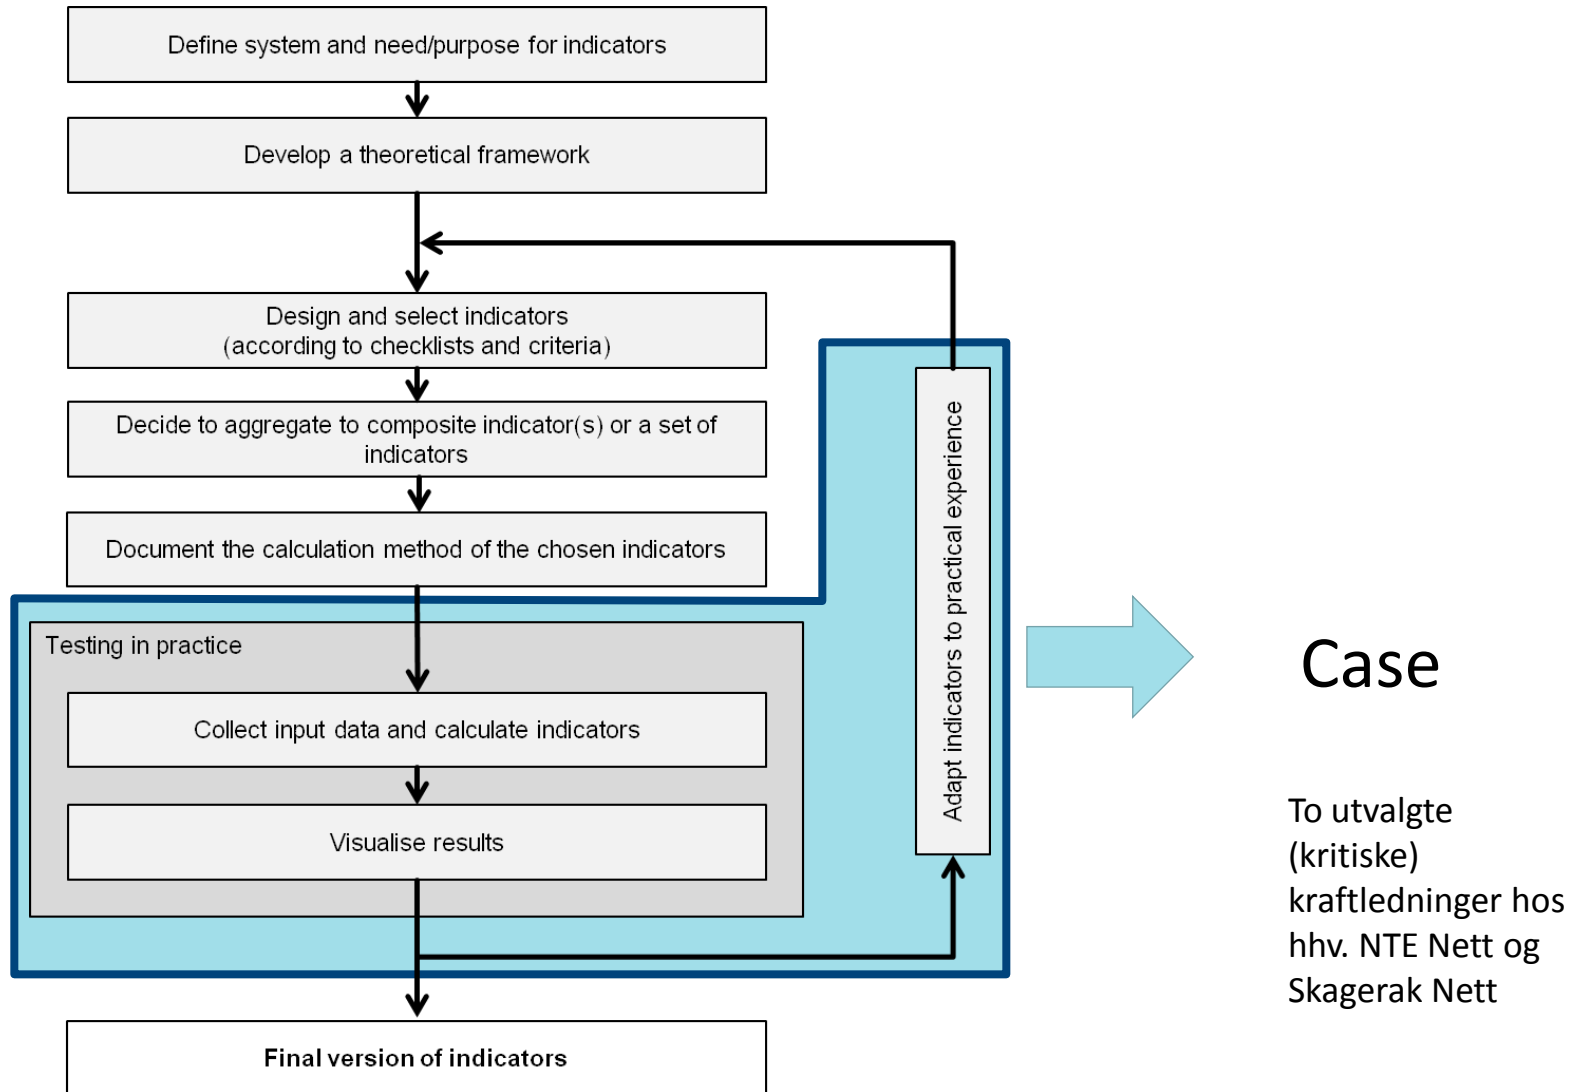 Define system and need/purpose for indicators
Develop a theoretical framework
Design and select indicators
(according to checklists and criteria)
Decide to aggregate to composite indicator(s) or a set of
indicators
Document the calculation method of the chosen indicators
Testing in practice
Collect input data and calculate indicators
Visualise results
Adapt indicators to practical experience
Final version of indicators
Case
To utvalgte
(kritiske)
kraftledninger hos
hhv. NTE Nett og
Skagerak Nett